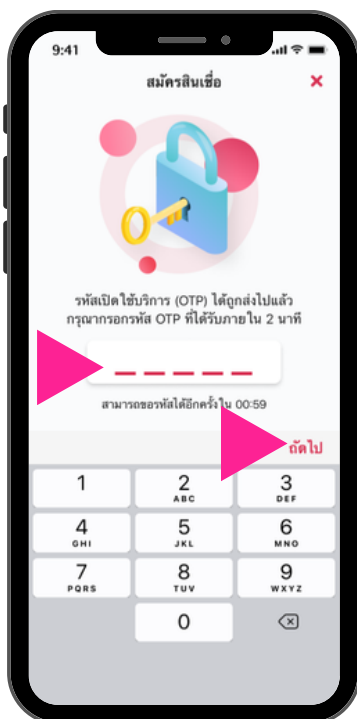 9:41
สมัครสินเชื่อ
รหัสเปิดใช้บริการ (OTP) ได้ถูกส่งไปแล้ว
กรุณากรอกรหัส OTP ที่ได้รับภายใน 2 นาที
สามารถขอรหัสได้อีกครั้งใน 00:59
ถัดไป
1 2 3
ABC DEF
4 5 6
GHI JKL MNO
7 8 9
PQRS TUV WXYZ
0